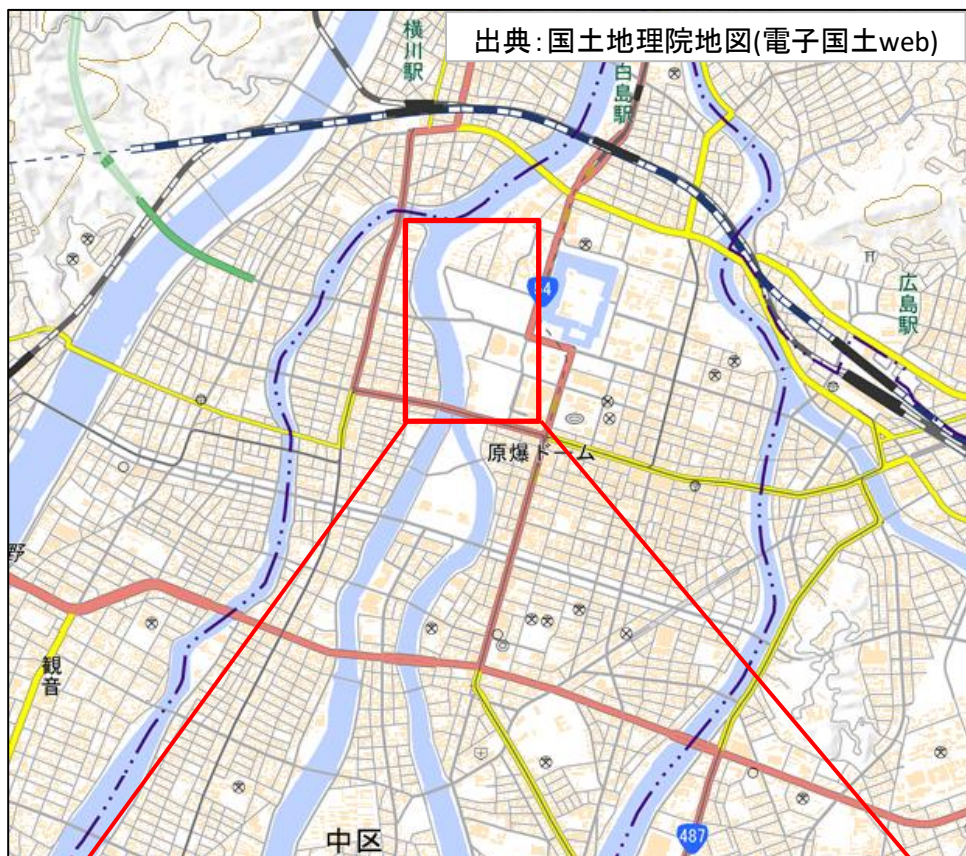 出典：国土地理院地図(電子国土web)
横川駅
白島駅
54
広島駅
原爆ドーム
野
観音
中区
487